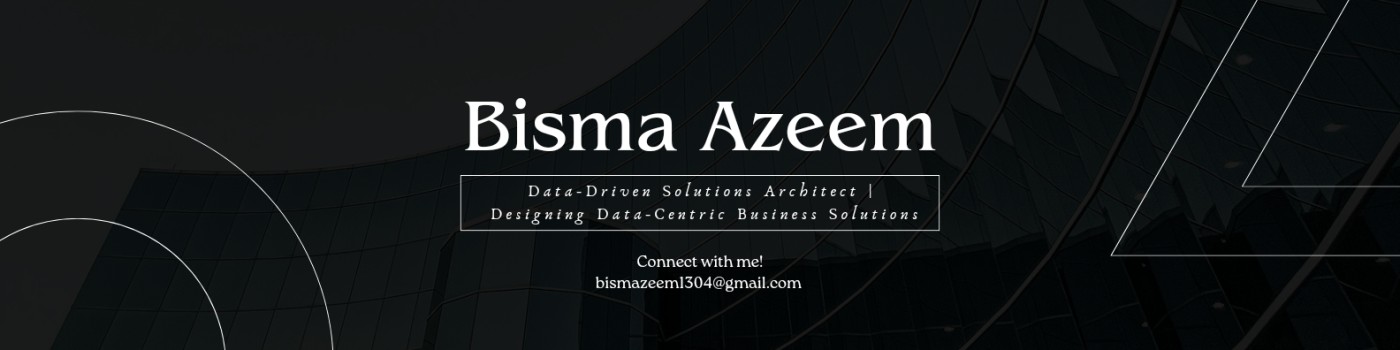 Bisma Azeem
Data-Driven Solutions Architect |
Designing Data-Centric Business Solutions
Connect with me!
bismazeem1304@gmail.com